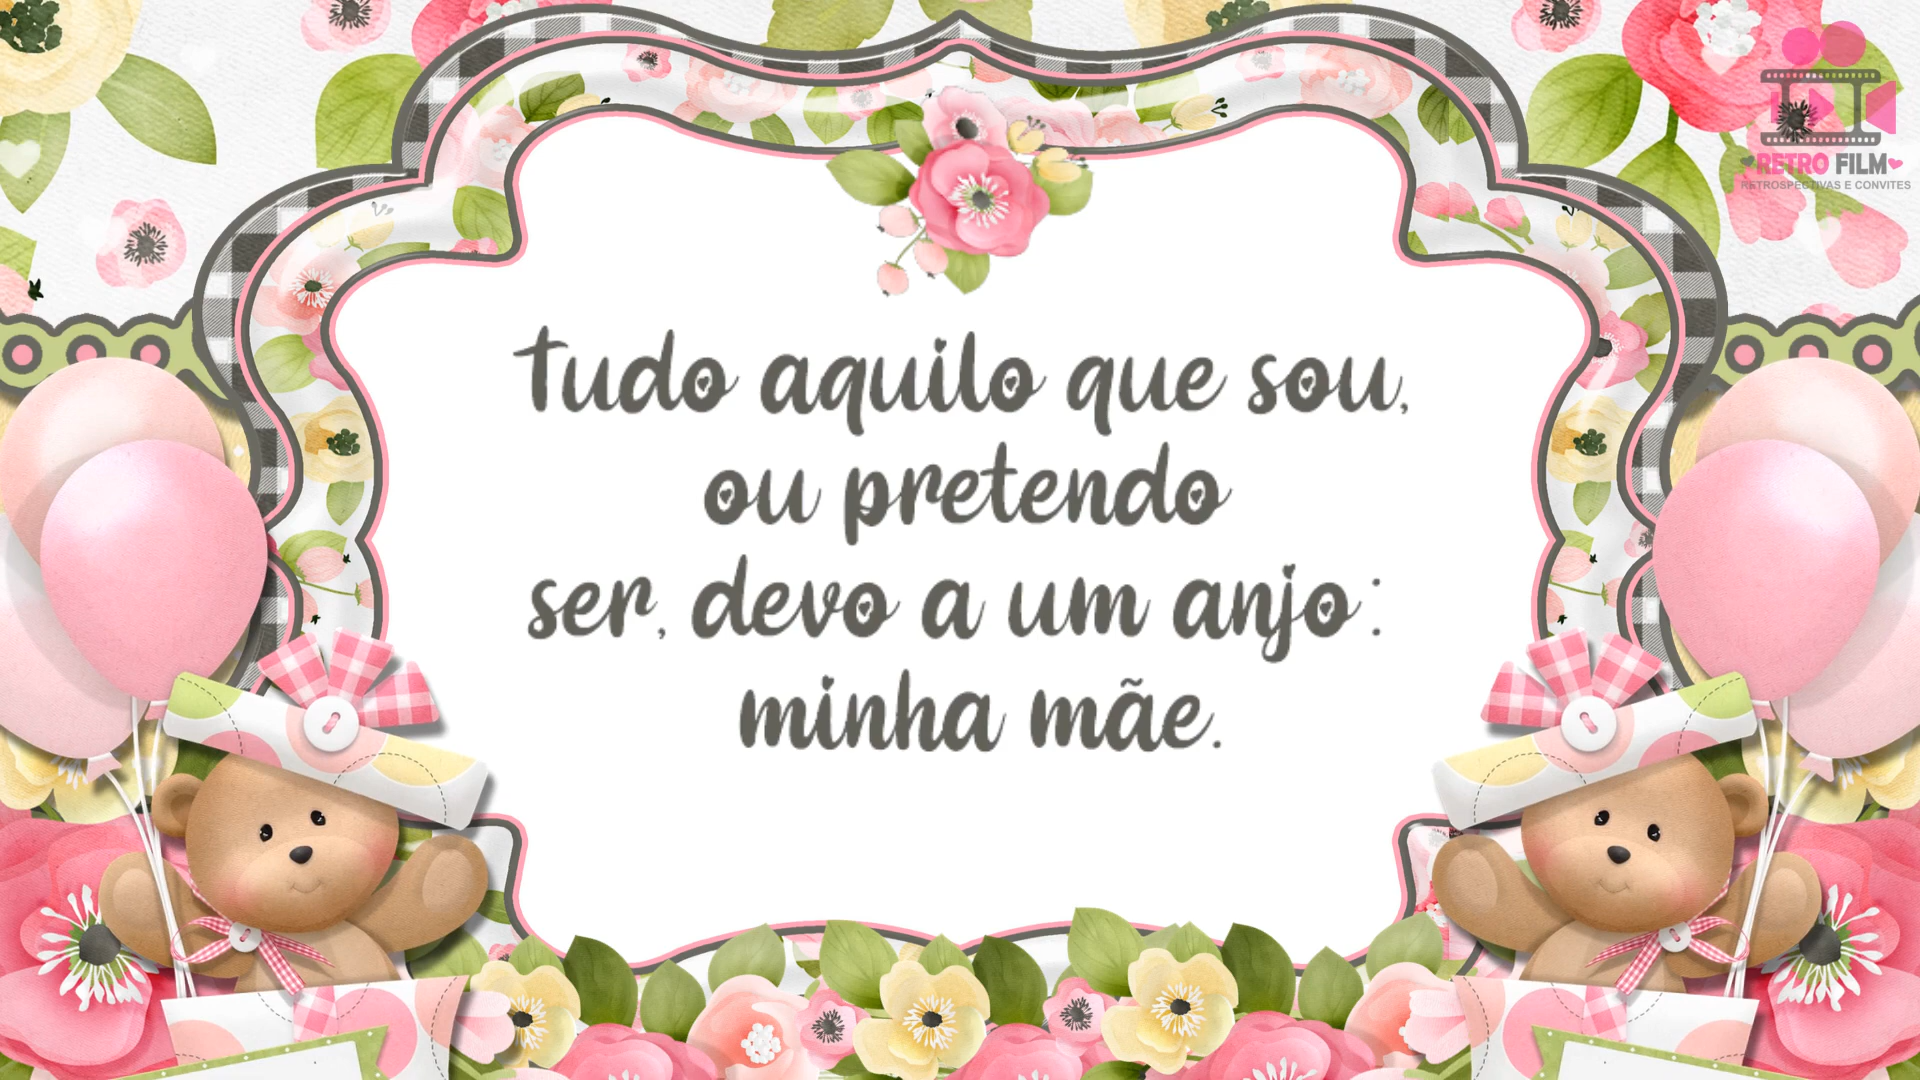 RETRO FILM
RETROSPECTIVAS E CONVITES
Tudo aquilo que sou,
ou pretendo
ser, devo a um anjo:
minha mãe.